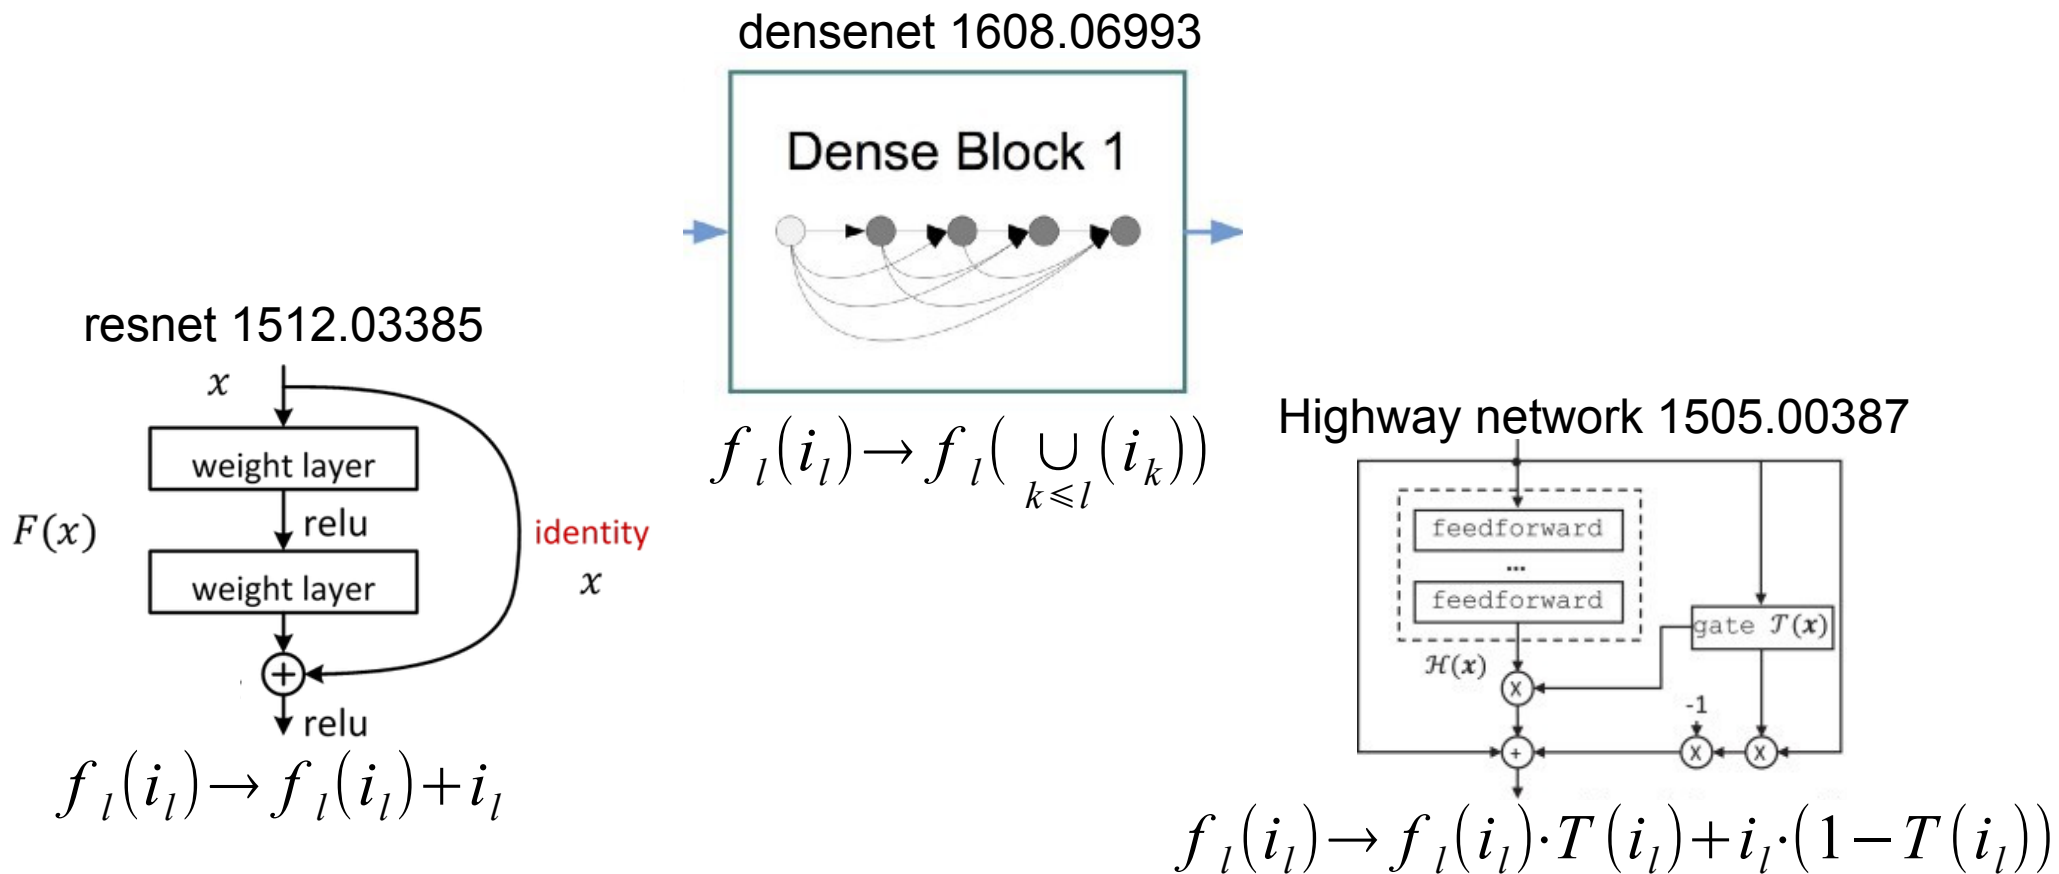 densenet 1608.06993
Dense Block 1
f_l(i_l)→f_l(∪_{k⩽l}(i_k))
resnet 1512.03385
x
weight layer
F(x)
relu
identity
x
weight layer
+
relu
f_l(i_l)→f_l(i_l)+i_l
Highway network 1505.00387
feedforward
...
feedforward
gate 𝒯(x)
ℋ(x)
X
-1
+
X
X
f_l(i_l)→f_l(i_l)·T(i_l)+i_l·(1−T(i_l))